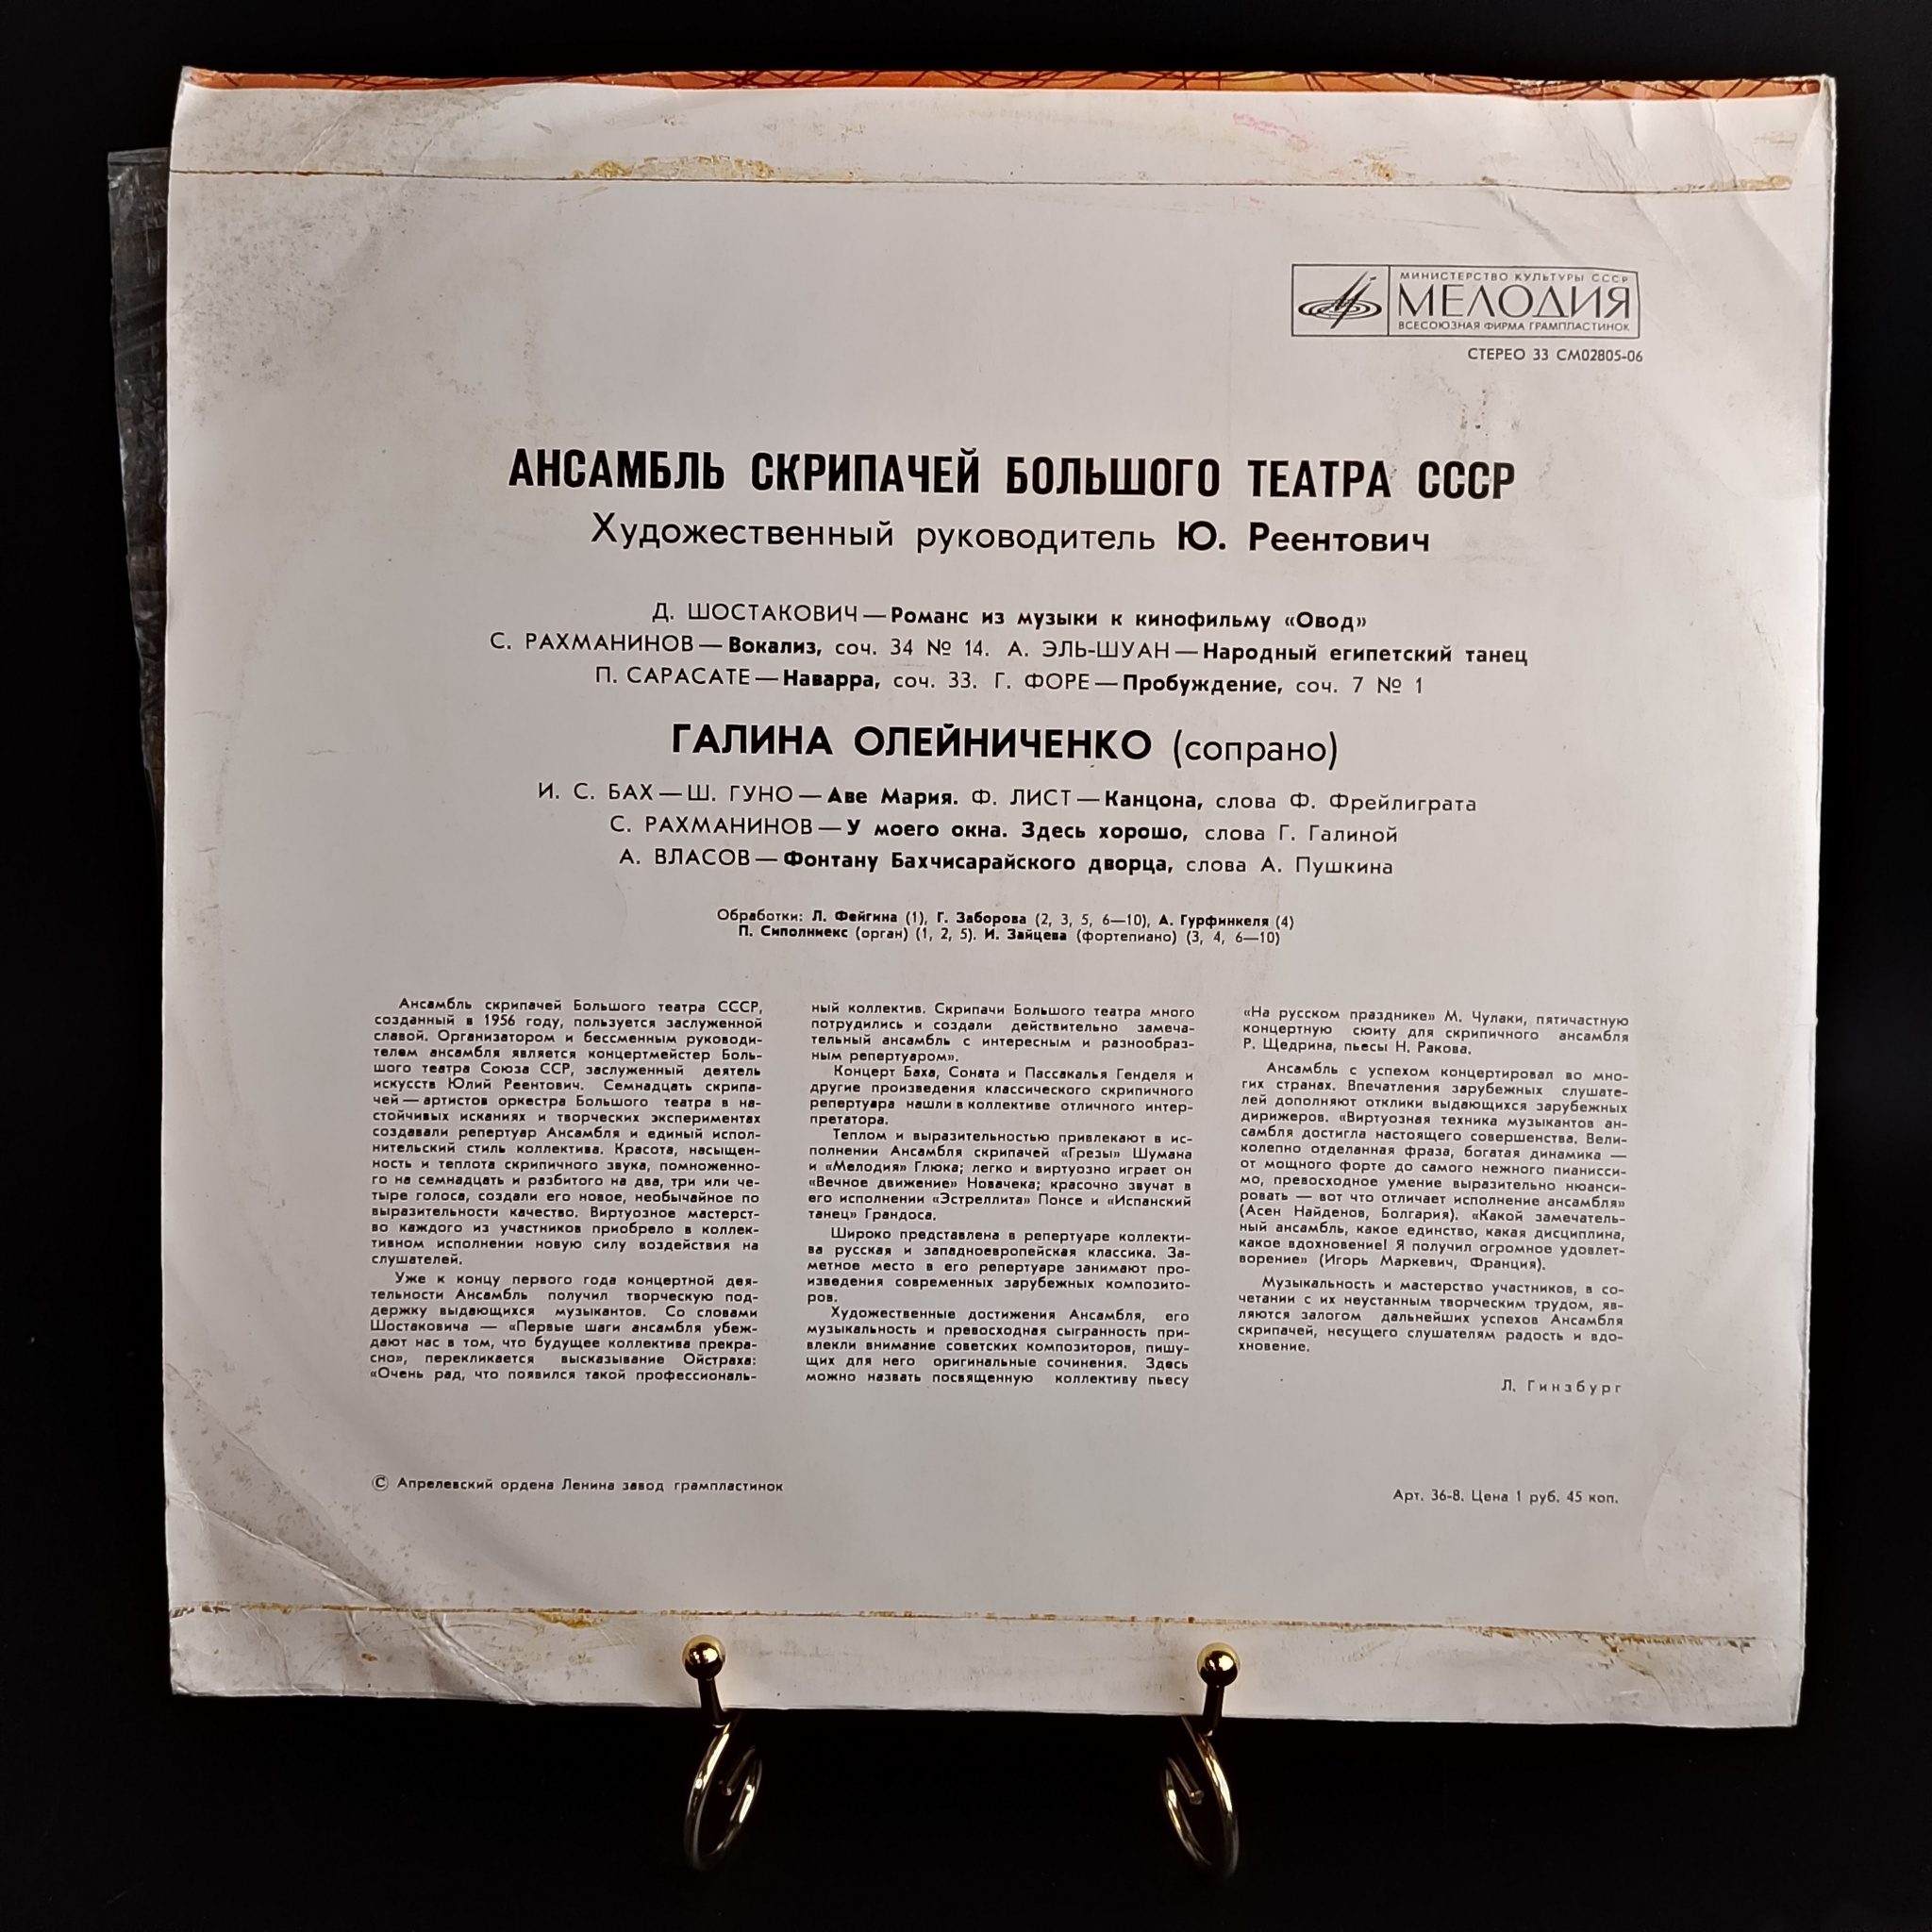 МИНИСТЕРСТВО КУЛЬТУРЫ СССР
МЕЛОДИЯ
ВСЕСОЮЗНАЯ ФИРМА ГРАМПЛАСТИНОК
СТЕРЕО 33 СМ02805-06
АНСАМБЛЬ СКРИПАЧЕЙ БОЛЬШОГО ТЕАТРА СССР
Художественный руководитель Ю. Реентович
Д. ШОСТАКОВИЧ — Романс из музыки к кинофильму «Овод»
С. РАХМАНИНОВ — Вокализ, соч. 34 № 14. А. ЭЛЬ-ШУАН — Народный египетский танец
П. САРАСАТЕ — Наварра, соч. 33. Г. ФОРЕ — Пробуждение, соч. 7 № 1
ГАЛИНА ОЛЕЙНИЧЕНКО (сопрано)
И. С. БАХ — Ш. ГУНО — Аве Мария. Ф. ЛИСТ — Канцона, слова Ф. Фрейлиграта
С. РАХМАНИНОВ — У моего окна. Здесь хорошо, слова Г. Галиной
А. ВЛАСОВ — Фонтану Бахчисарайского дворца, слова А. Пушкина
Обработки: Л. Фейгина (1), Г. Заборова (2, 3, 5, 6—10), А. Гурфинкеля (4)
П. Сиполниекс (орган) (1, 2, 5). И. Зайцева (фортепиано) (3, 4, 6—10)
Ансамбль скрипачей Большого театра СССР,
созданный в 1956 году, пользуется заслуженной
славой. Организатором и бессменным руководи-
телем ансамбля является концертмейстер Боль-
шого театра Союза ССР, заслуженный деятель
искусств Юлий Реентович. Семнадцать скрипа-
чей — артистов оркестра Большого театра в на-
стойчивых исканиях и творческих экспериментах
создавали репертуар Ансамбля и единый испол-
нительский стиль коллектива. Красота, насыщен-
ность и теплота скрипичного звука, помноженно-
го на семнадцать и разбитого на два, три или че-
тыре голоса, создали его новое, необычайное по
выразительности качество. Виртуозное мастерст-
во каждого из участников приобрело в коллек-
тивном исполнении новую силу воздействия на
слушателей.
Уже к концу первого года концертной дея-
тельности Ансамбль получил творческую под-
держку выдающихся музыкантов. Со словами
Шостаковича — «Первые шаги ансамбля убеж-
дают нас в том, что будущее коллектива прекра-
сно», перекликается высказывание Ойстраха:
«Очень рад, что появился такой профессиональ-
ный коллектив. Скрипачи Большого театра много
потрудились и создали действительно замеча-
тельный ансамбль с интересным и разнообраз-
ным репертуаром».
Концерт Баха, Соната и Пассакалья Генделя и
другие произведения классического скрипичного
репертуара нашли в коллективе отличного интер-
претатора.
Теплом и выразительностью привлекают в ис-
полнении Ансамбля скрипачей «Грезы» Шумана
и «Мелодия» Глюка; легко и виртуозно играет он
«Вечное движение» Новачека; красочно звучат в
его исполнении «Эстреллита» Понсе и «Испанский
танец» Грандоса.
Широко представлена в репертуаре коллекти-
ва русская и западноевропейская классика. За-
метное место в его репертуаре занимают про-
изведения современных зарубежных композито-
ров.
Художественные достижения Ансамбля, его
музыкальность и превосходная сыгранность при-
влекли внимание советских композиторов, пишу-
щих для него оригинальные сочинения. Здесь
можно назвать посвященную коллективу пьесу
«На русском празднике» М. Чулаки, пятичастную
концертную сюиту для скрипичного ансамбля
Р. Щедрина, пьесы Н. Ракова.
Ансамбль с успехом концертировал во мно-
гих странах. Впечатления зарубежных слушате-
лей дополняют отклики выдающихся зарубежных
дирижеров. «Виртуозная техника музыкантов ан-
самбля достигла настоящего совершенства. Вели-
колепно отделанная фраза, богатая динамика —
от мощного форте до самого нежного пианисси-
мо, превосходное умение выразительно нюанси-
ровать — вот что отличает исполнение ансамбля»
(Асен Найденов, Болгария). «Какой замечатель-
ный ансамбль, какое единство, какая дисциплина,
какое вдохновение! Я получил огромное удовлет-
ворение» (Игорь Маркевич, Франция).
Музыкальность и мастерство участников, в со-
четании с их неустанным творческим трудом, яв-
ляются залогом дальнейших успехов Ансамбля
скрипачей, несущего слушателям радость и вдо-
хновение.
Л. Гинзбург
© Апрелевский ордена Ленина завод грампластинок
Арт. 36-8. Цена 1 руб. 45 коп.